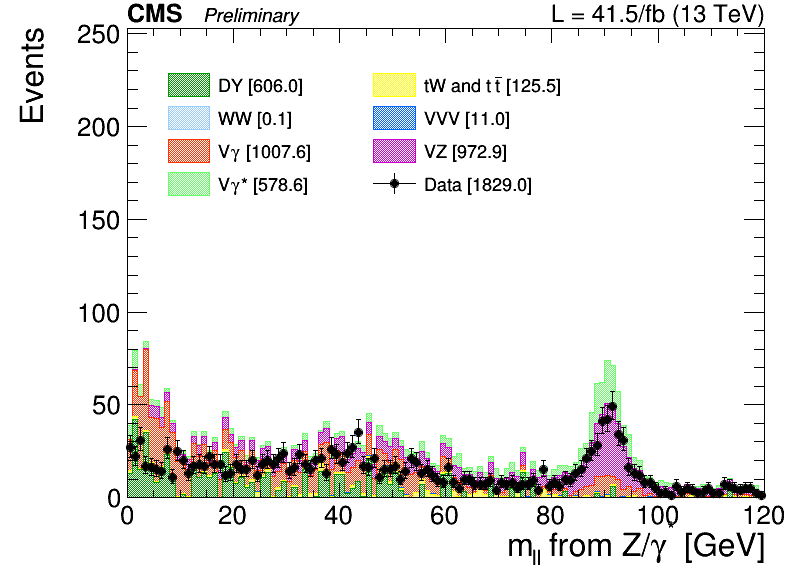 CMS Preliminary L = 41.5/fb (13 TeV)
Events
250
200
150
100
50
0
DY [606.0]
WW [0.1]
Vγ [1007.6]
Vγ* [578.6]
tW and tt̄ [125.5]
VVV [11.0]
VZ [972.9]
Data [1829.0]
0 20 40 60 80 100 120
m_ll from Z/γ* [GeV]